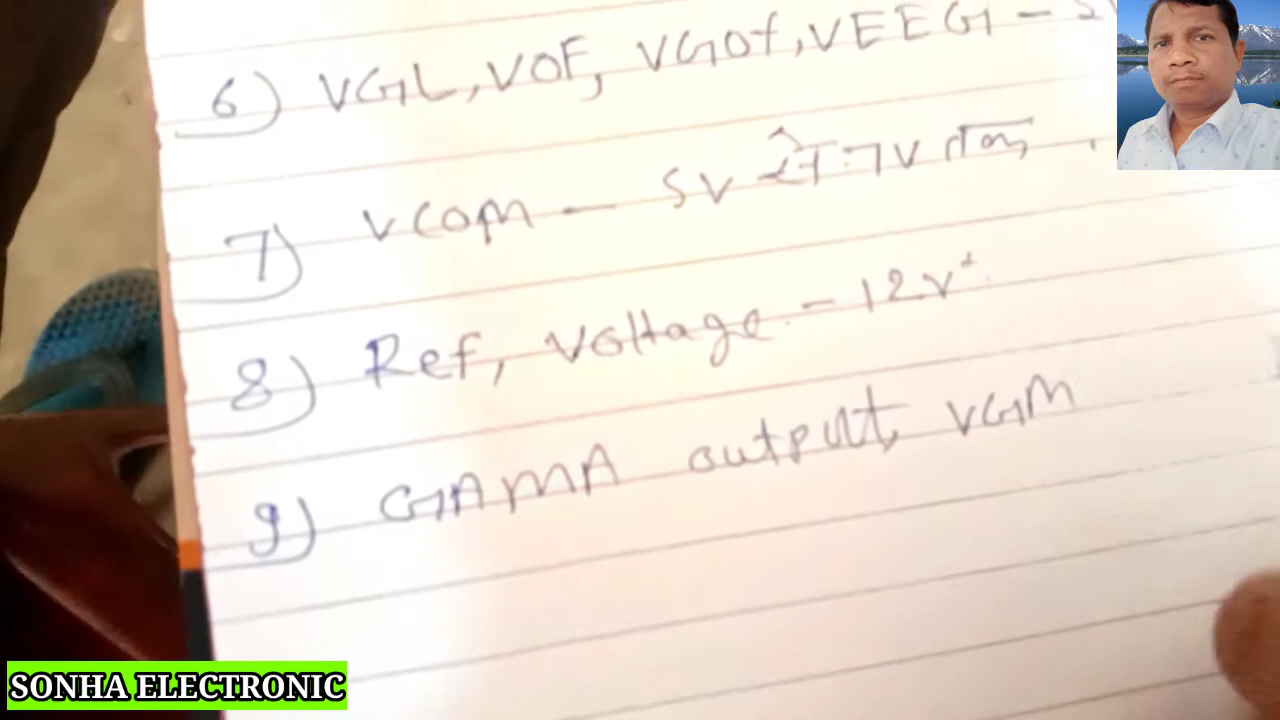 6) VGL, VOF, VGOf, VEEG -
7) VCOM - 5V से 7V तक
8) Ref, Voltage - 12V+
9) GAMA output, VGM
SONHA ELECTRONIC